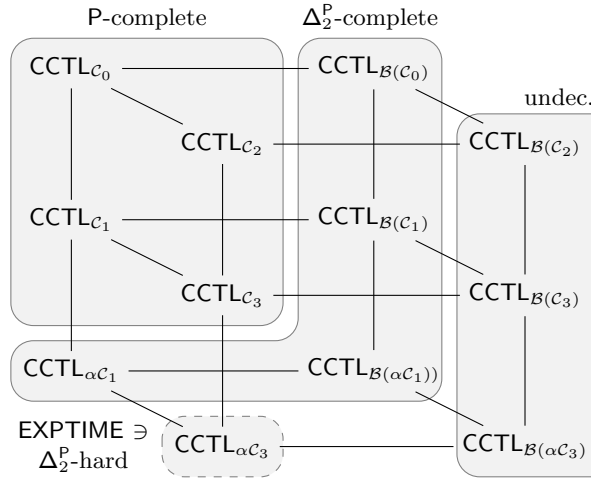 P-complete
Δ₂ᴾ-complete
CCTL_{𝒞₀}
CCTL_{ℬ(𝒞₀)}
undec.
CCTL_{𝒞₂}
CCTL_{ℬ(𝒞₂)}
CCTL_{𝒞₁}
CCTL_{ℬ(𝒞₁)}
CCTL_{𝒞₃}
CCTL_{ℬ(𝒞₃)}
CCTL_{α𝒞₁}
CCTL_{ℬ(α𝒞₁))}
EXPTIME ∋
Δ₂ᴾ-hard
CCTL_{α𝒞₃}
CCTL_{ℬ(α𝒞₃)}